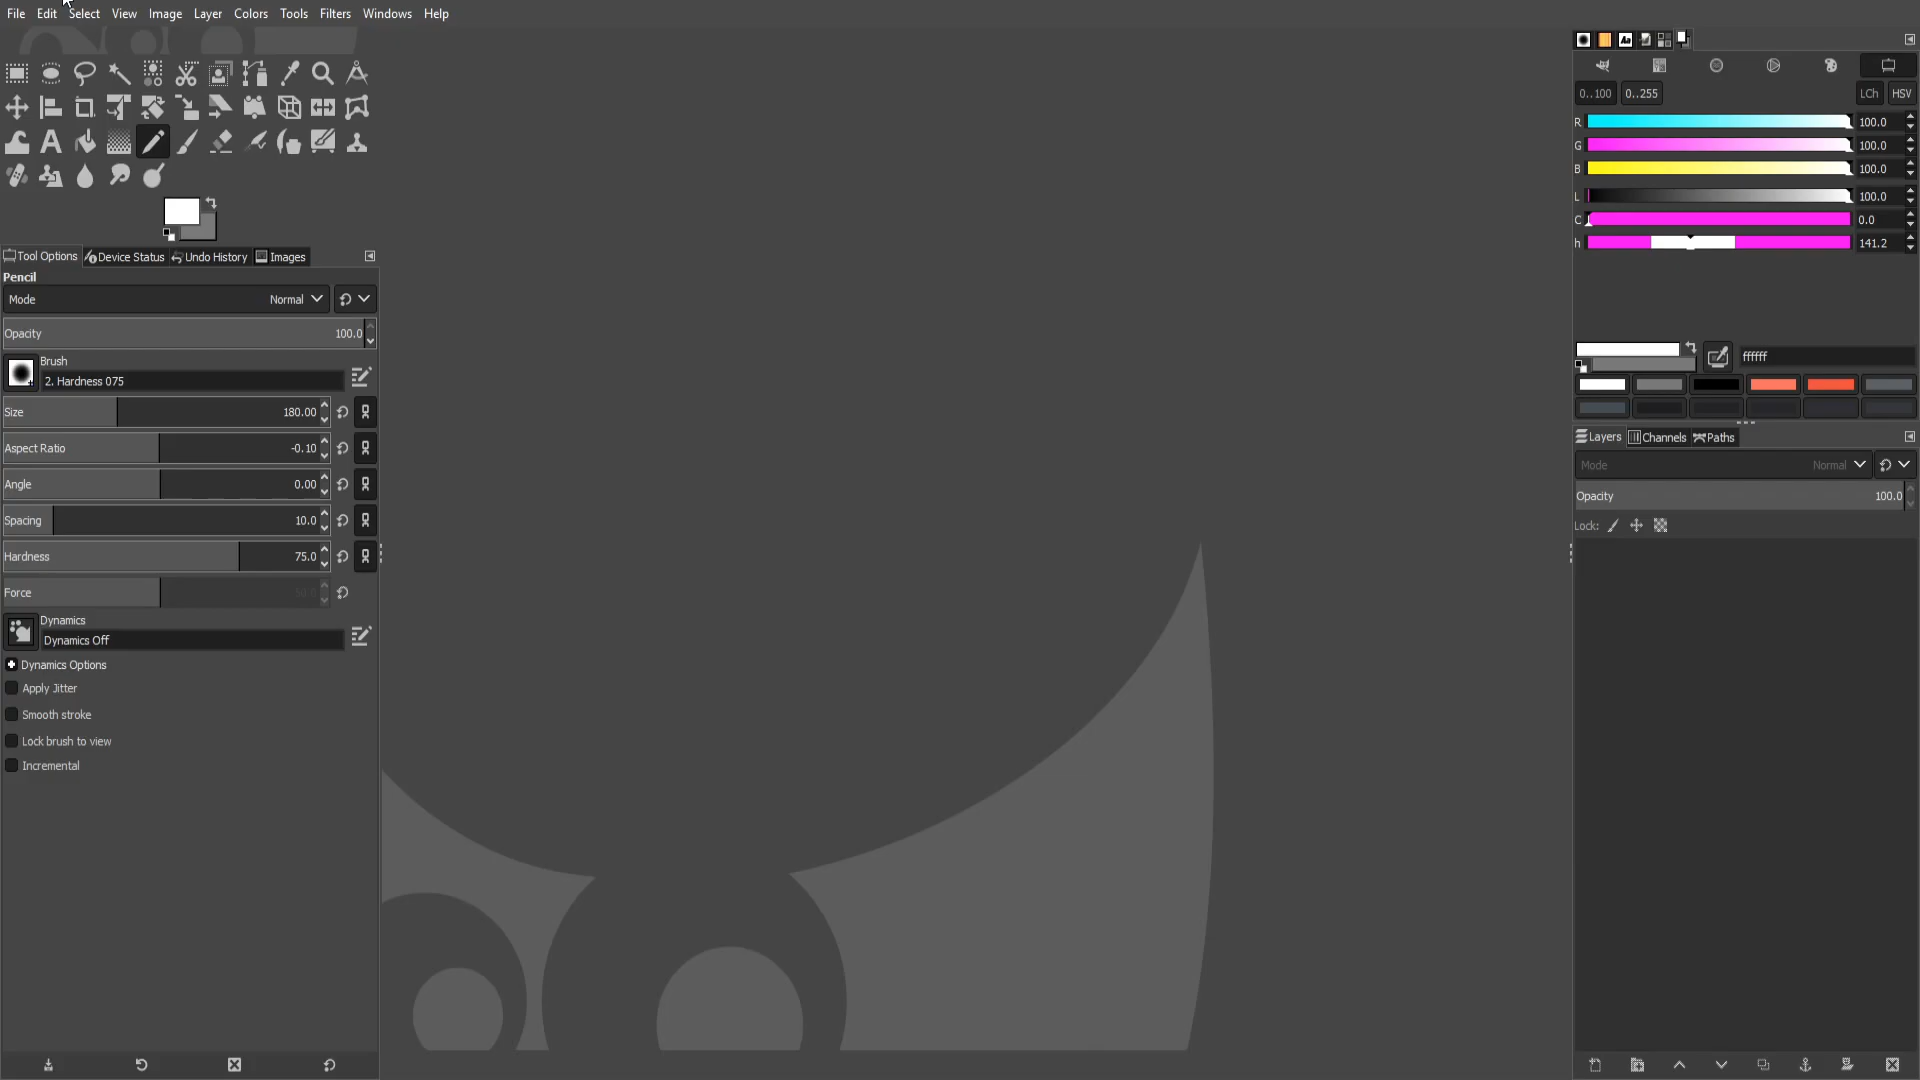 File Edit Select View Image Layer Colors Tools Filters Windows Help
Tool Options Device Status Undo History Images
Pencil
Mode Normal
Opacity 100.0
Brush
2. Hardness 075
Size 180.00
Aspect Ratio -0.10
Angle 0.00
Spacing 10.0
Hardness 75.0
Force
Dynamics
Dynamics Off
Dynamics Options
Apply Jitter
Smooth stroke
Lock brush to view
Incremental
0..100 0..255 LCh HSV
R 100.0
G 100.0
B 100.0
L 100.0
C 0.0
h 141.2
ffffff
Layers Channels Paths
Mode Normal
Opacity 100.0
Lock: